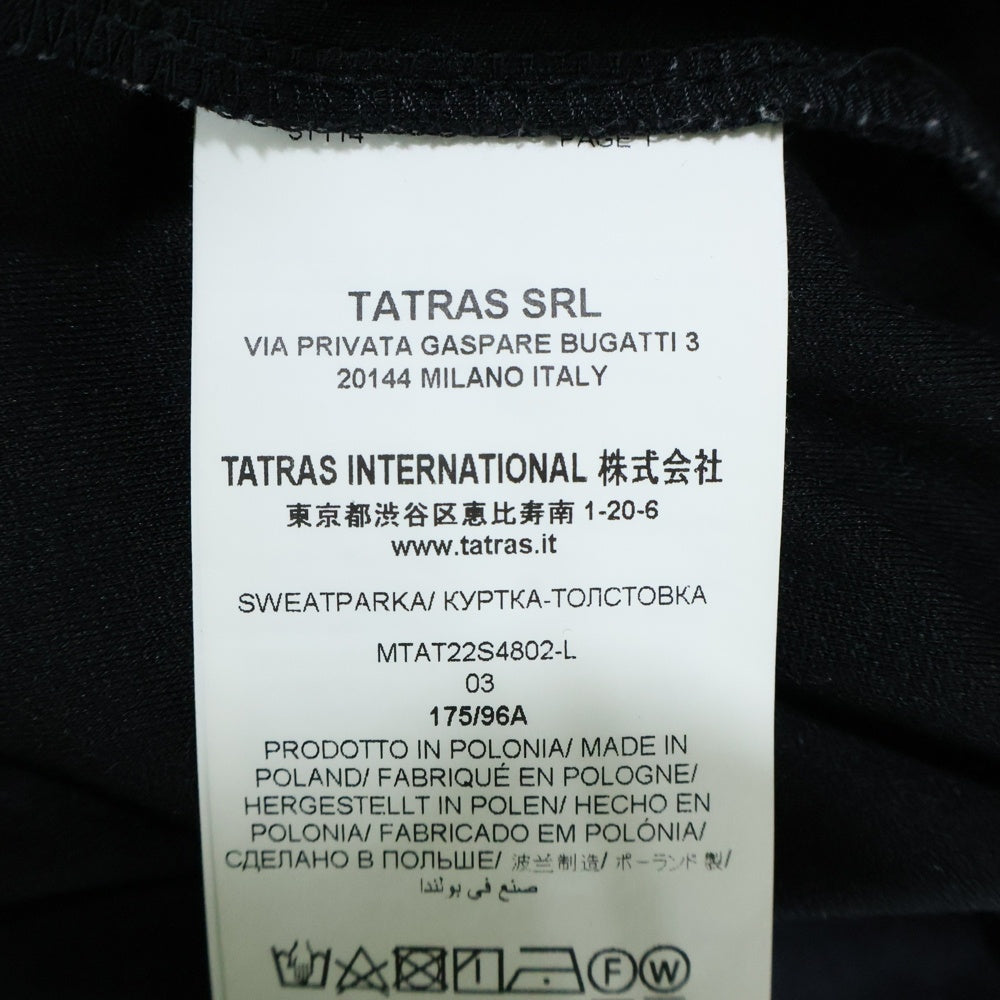 TATRAS SRL
VIA PRIVATA GASPARE BUGATTI 3
20144 MILANO ITALY
TATRAS INTERNATIONAL 株式会社
東京都渋谷区恵比寿南 1-20-6
www.tatras.it
SWEATPARKA/ КУРТКА-ТОЛСТОВКА
MTAT22S4802-L
03
175/96A
PRODOTTO IN POLONIA/ MADE IN
POLAND/ FABRIQUÉ EN POLOGNE/
HERGESTELLT IN POLEN/ HECHO EN
POLONIA/ FABRICADO EM POLÓNIA/
СДЕЛАНО В ПОЛЬШЕ/ 波兰制造/ ポーランド製/
صنع في بولندا
F W